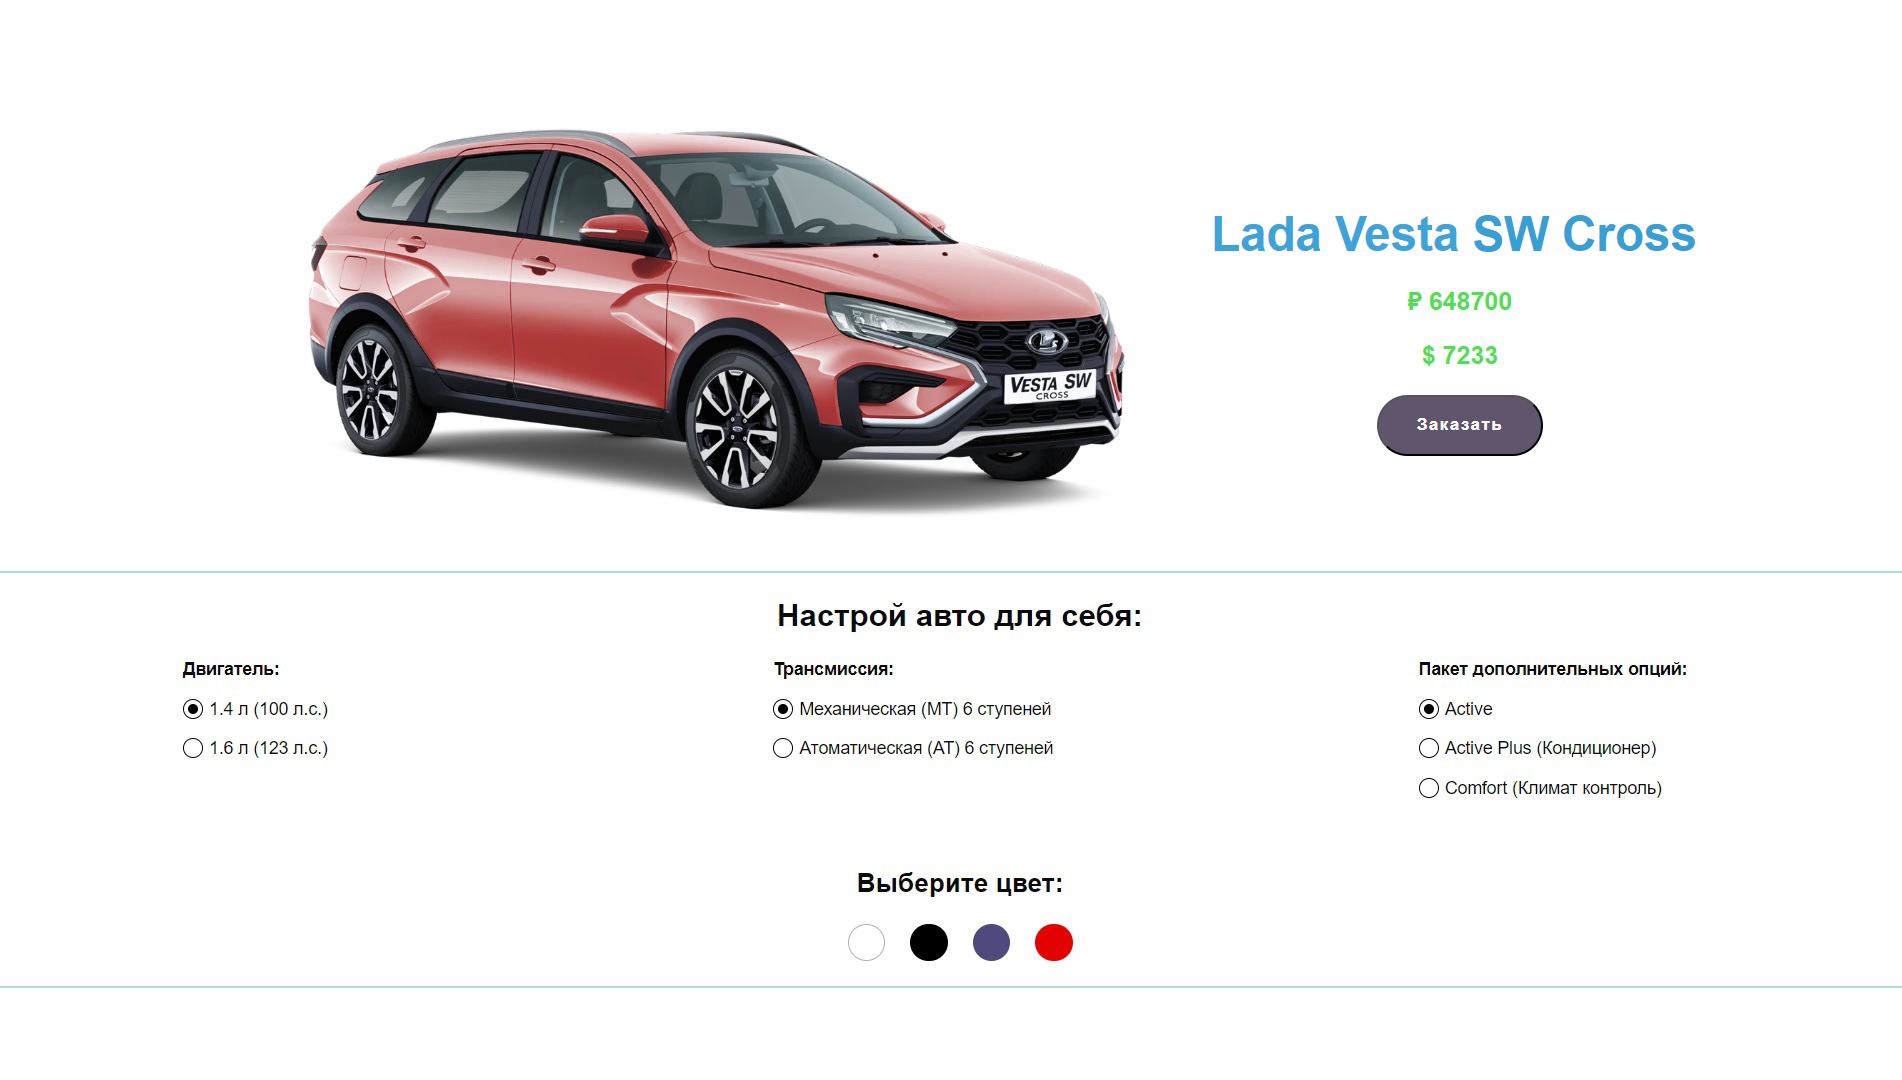 Lada Vesta SW Cross
₽ 648700
$ 7233
Заказать
VESTA SW
CROSS
Настрой авто для себя:
Двигатель:
1.4 л (100 л.с.)
1.6 л (123 л.с.)
Трансмиссия:
Механическая (МТ) 6 ступеней
Атоматическая (АТ) 6 ступеней
Пакет дополнительных опций:
Active
Active Plus (Кондиционер)
Comfort (Климат контроль)
Выберите цвет: